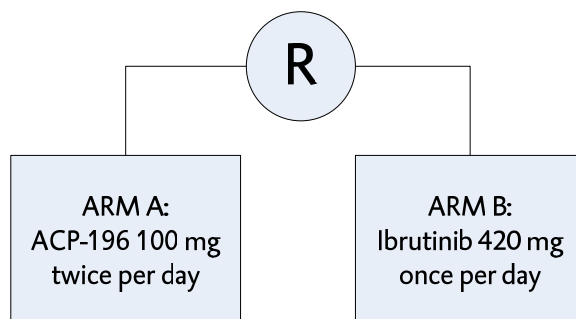 R
ARM A:
ACP-196 100 mg
twice per day
ARM B:
Ibrutinib 420 mg
once per day